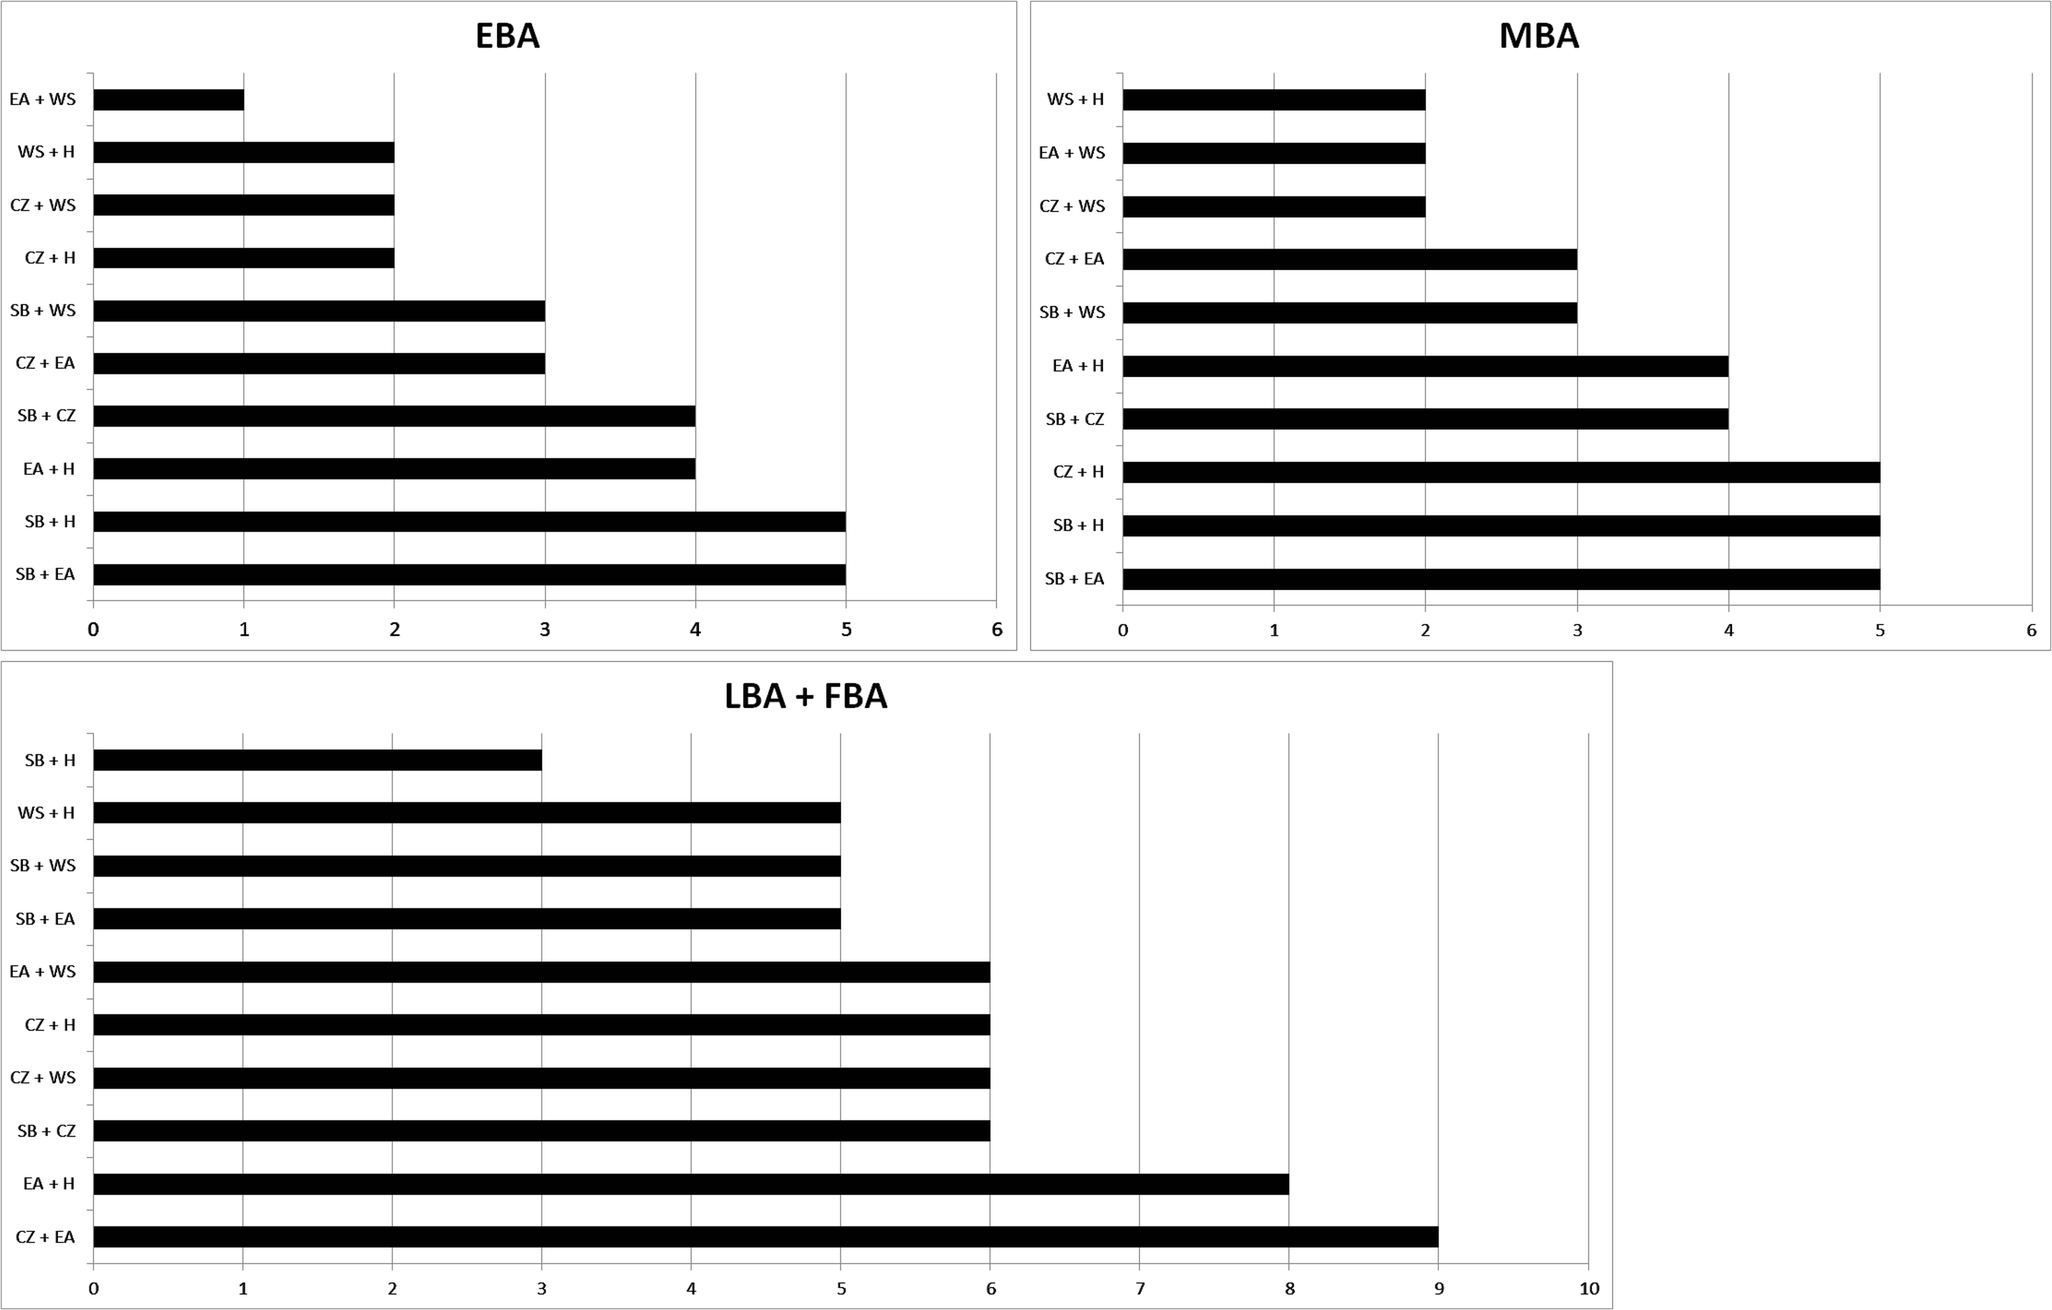 EBA
EA + WS
WS + H
CZ + WS
CZ + H
SB + WS
CZ + EA
SB + CZ
EA + H
SB + H
SB + EA
0 1 2 3 4 5 6
MBA
WS + H
EA + WS
CZ + WS
CZ + EA
SB + WS
EA + H
SB + CZ
CZ + H
SB + H
SB + EA
0 1 2 3 4 5 6
LBA + FBA
SB + H
WS + H
SB + WS
SB + EA
EA + WS
CZ + H
CZ + WS
SB + CZ
EA + H
CZ + EA
0 1 2 3 4 5 6 7 8 9 10